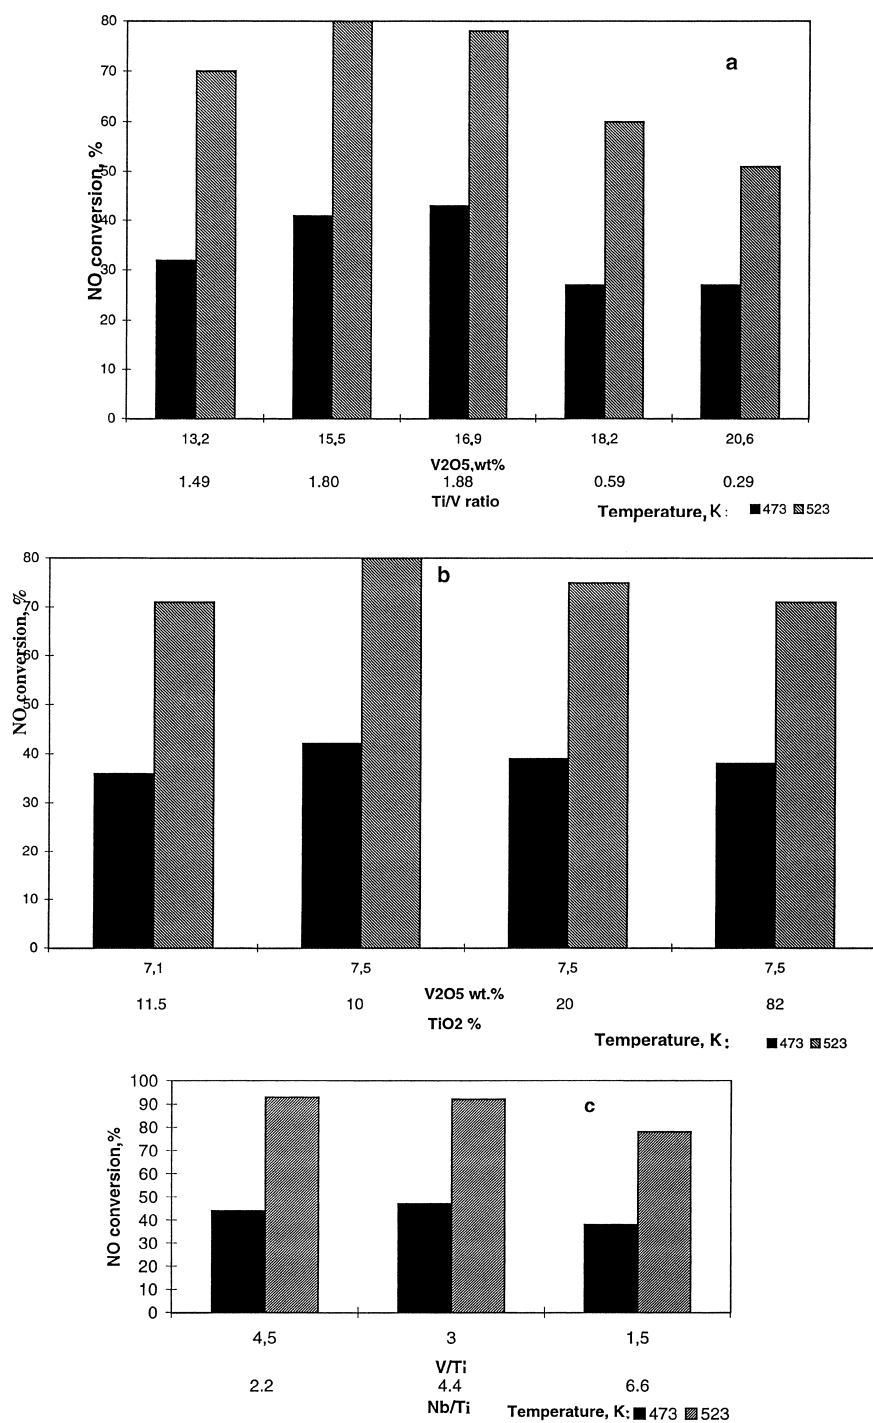 80
a
70
60
50
40
30
20
10
0
NO conversion, %
13,2 15,5 16,9 18,2 20,6
V2O5,wt%
1.49 1.80 1.88 0.59 0.29
Ti/V ratio
Temperature, K: 473 523
80
b
70
60
50
40
30
20
10
0
NO conversion, %
7,1 7,5 7,5 7,5
V2O5 wt.%
11.5 10 20 82
TiO2 %
Temperature, K: 473 523
100
90
c
80
70
60
50
40
30
20
10
0
NO conversion,%
4,5 3 1,5
V/Ti
2.2 4.4 6.6
Nb/Ti
Temperature, K: 473 523